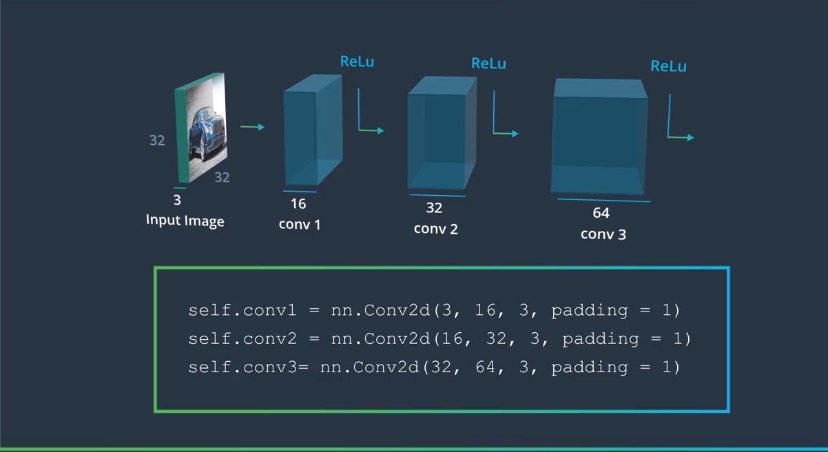 ReLu
ReLu
ReLu
32
32
3
Input Image
16
conv 1
32
conv 2
64
conv 3
self.conv1 = nn.Conv2d(3, 16, 3, padding = 1)
self.conv2 = nn.Conv2d(16, 32, 3, padding = 1)
self.conv3= nn.Conv2d(32, 64, 3, padding = 1)